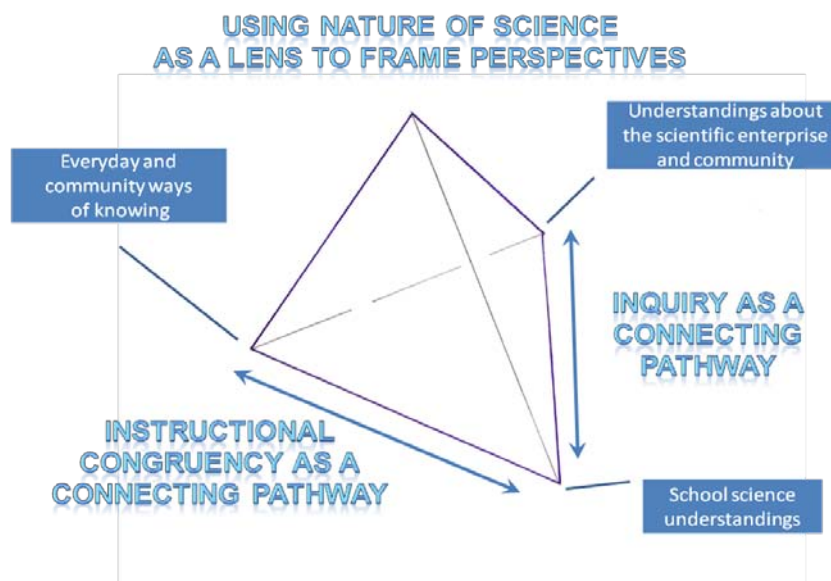 USING NATURE OF SCIENCE
AS A LENS TO FRAME PERSPECTIVES
Understandings about
the scientific enterprise
and community
Everyday and
community ways
of knowing
INQUIRY AS A
CONNECTING
PATHWAY
INSTRUCTIONAL
CONGRUENCY AS A
CONNECTING PATHWAY
School science
understandings